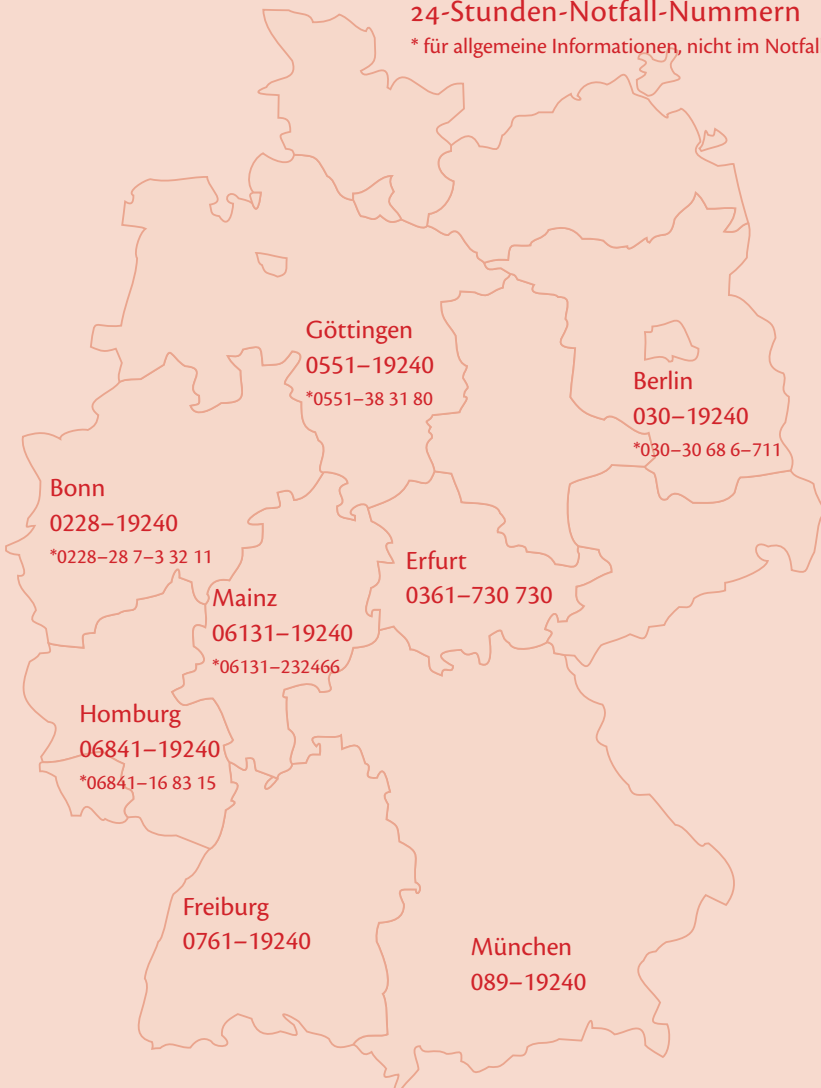 24-Stunden-Notfall-Nummern
* für allgemeine Informationen, nicht im Notfal
Göttingen
0551–19240
*0551–38 31 80
Berlin
030–19240
*030–30 68 6–711
Bonn
0228–19240
*0228–28 7–3 32 11
Erfurt
0361–730 730
Mainz
06131–19240
*06131–232466
Homburg
06841–19240
*06841–16 83 15
Freiburg
0761–19240
München
089–19240